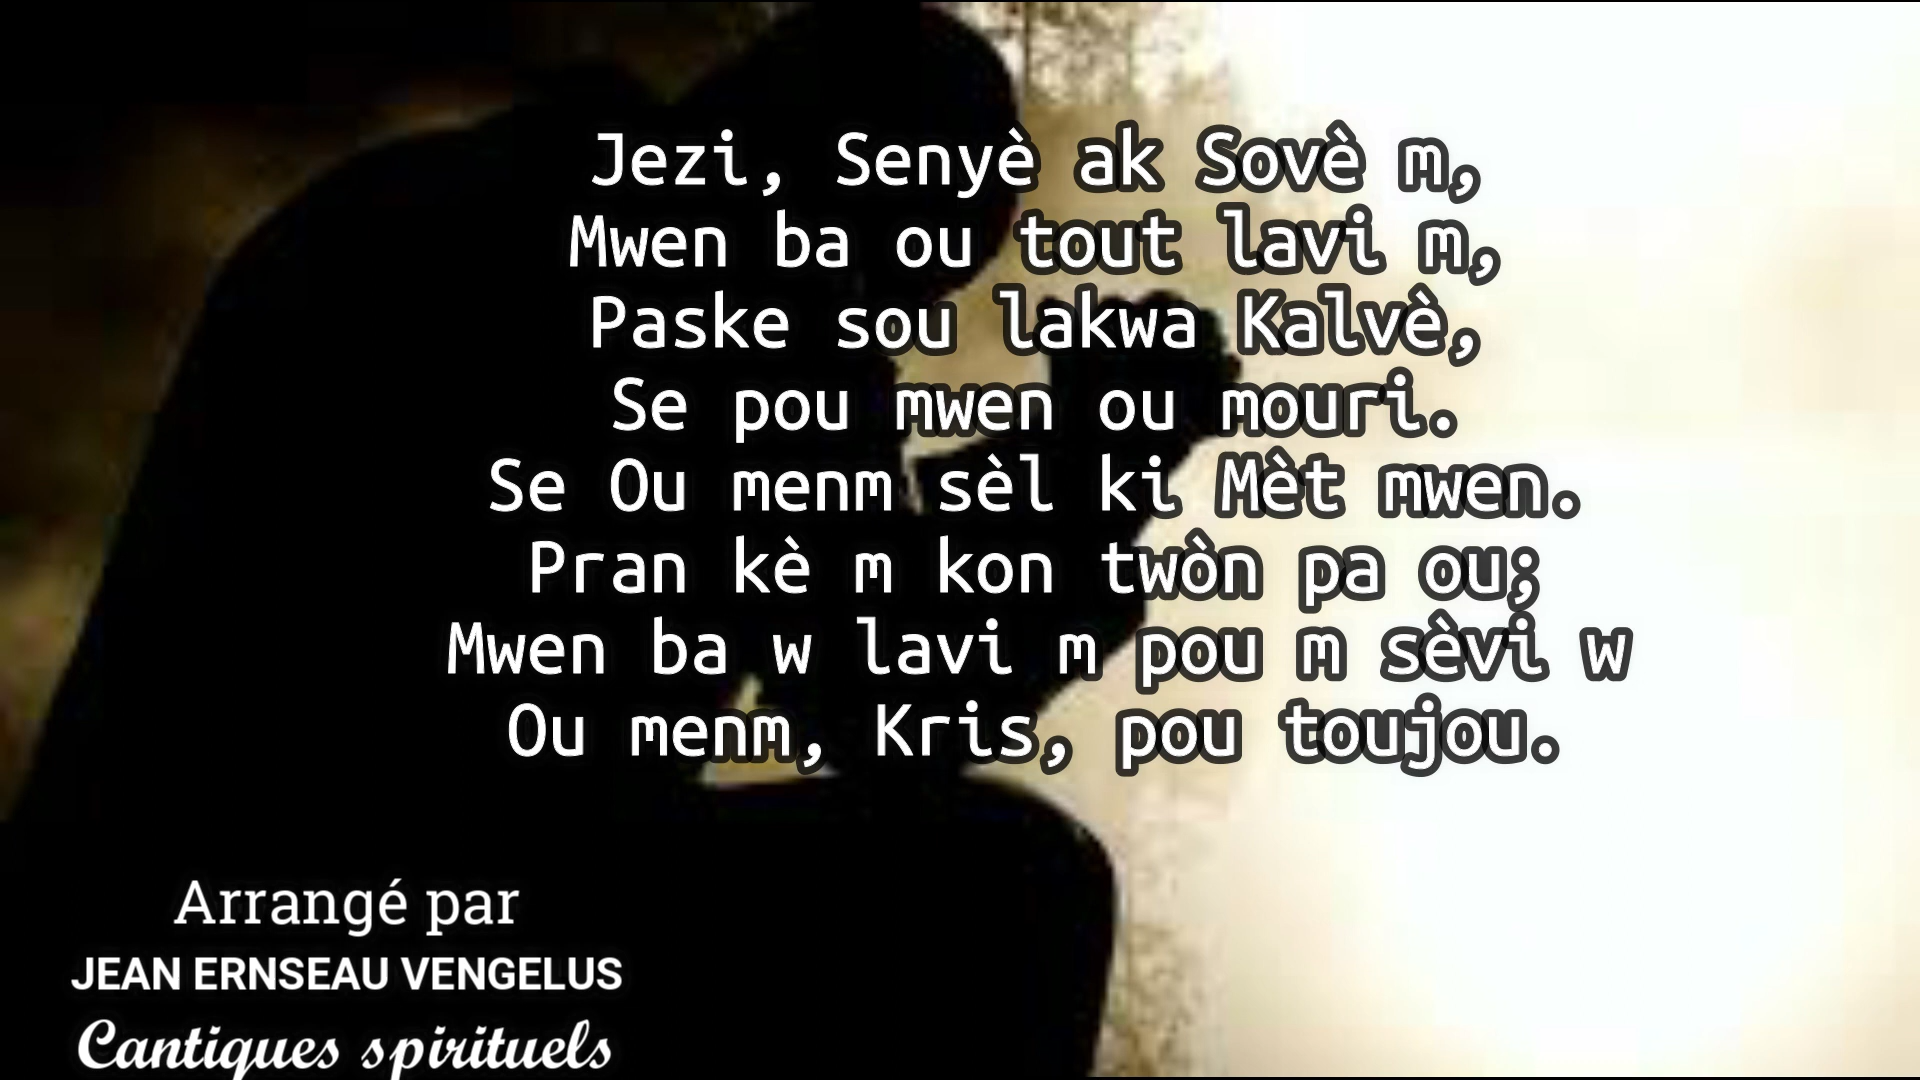 Jezi, Senyè ak Sovè m,
Mwen ba ou tout lavi m,
Paske sou lakwa Kalvè,
Se pou mwen ou mouri.
Se Ou menm sèl ki Mèt mwen.
Pran kè m kon twòn pa ou;
Mwen ba w lavi m pou m sèvi w
Ou menm, Kris, pou toujou.
Arrangé par
JEAN ERNSEAU VENGELUS
Cantiques spirituels